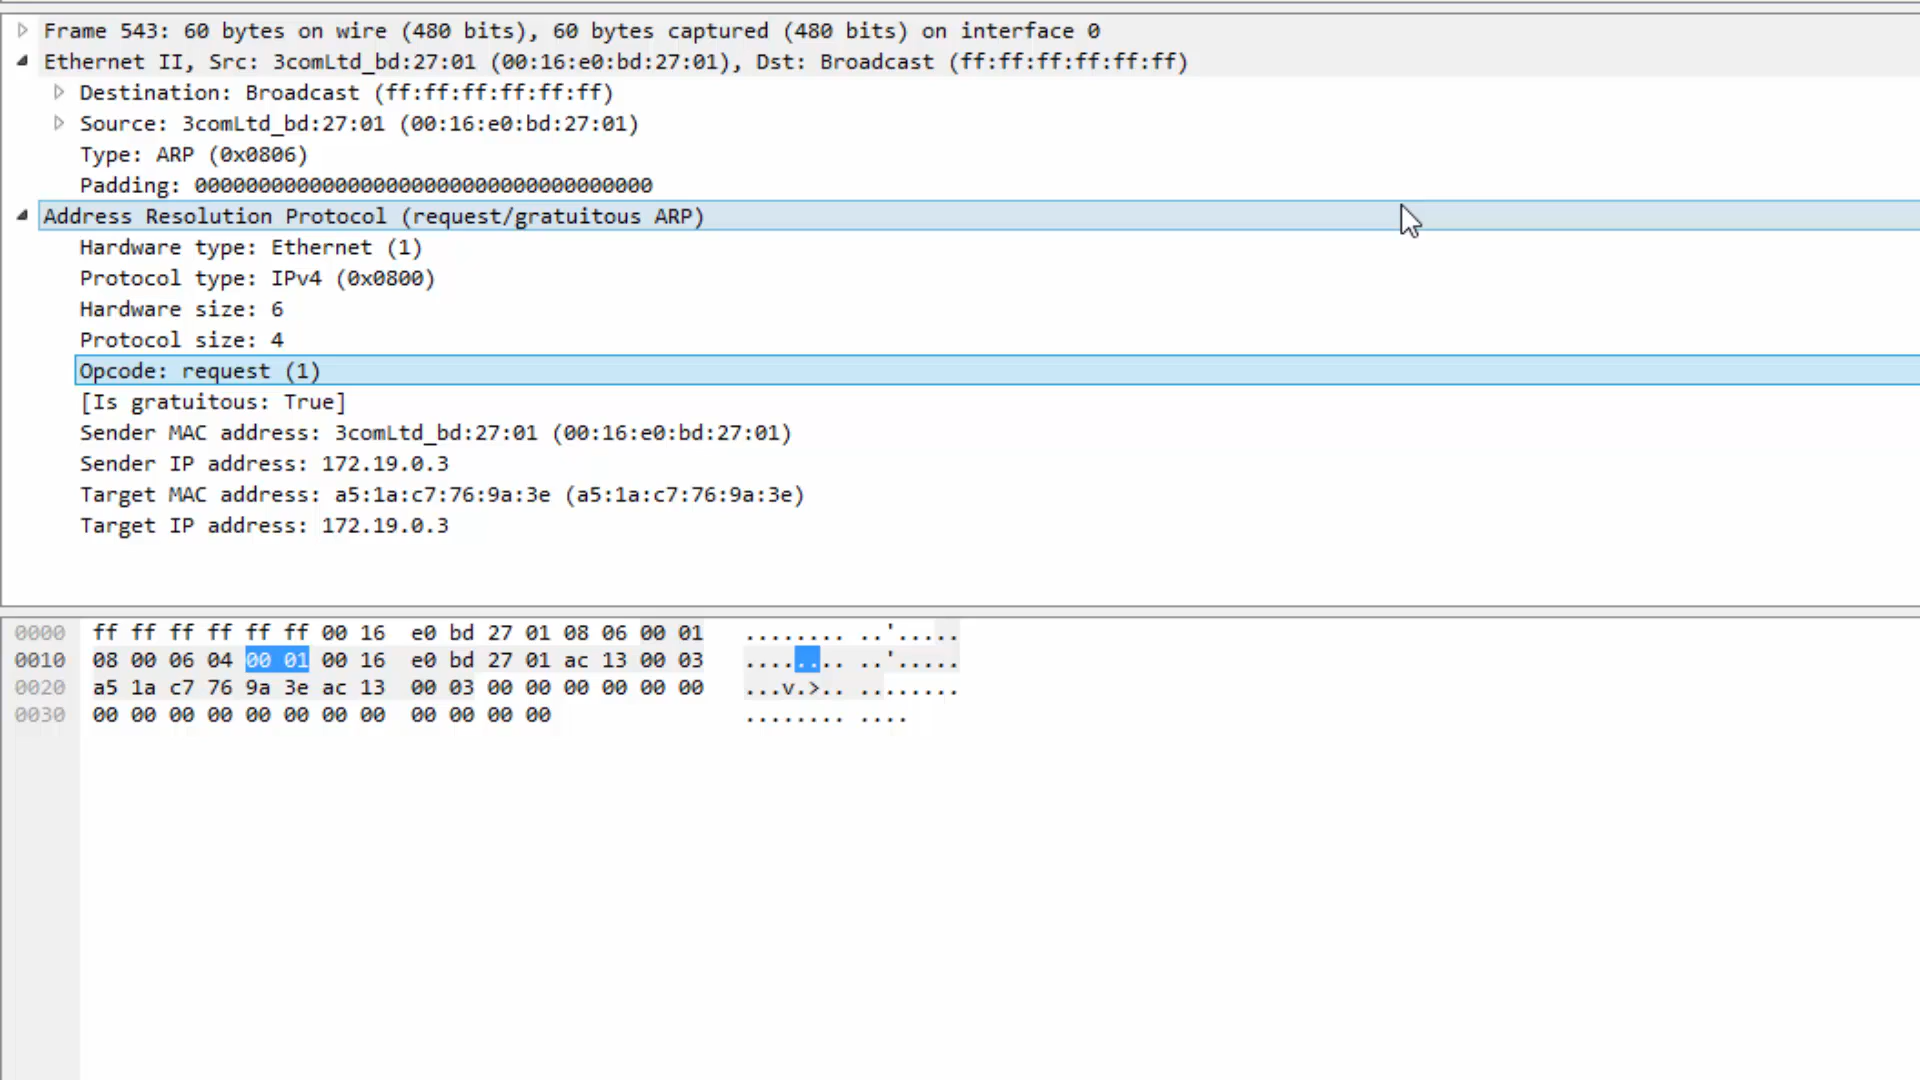 Frame 543: 60 bytes on wire (480 bits), 60 bytes captured (480 bits) on interface 0
Ethernet II, Src: 3comLtd_bd:27:01 (00:16:e0:bd:27:01), Dst: Broadcast (ff:ff:ff:ff:ff:ff)
Destination: Broadcast (ff:ff:ff:ff:ff:ff)
Source: 3comLtd_bd:27:01 (00:16:e0:bd:27:01)
Type: ARP (0x0806)
Padding: 000000000000000000000000000000000000
Address Resolution Protocol (request/gratuitous ARP)
Hardware type: Ethernet (1)
Protocol type: IPv4 (0x0800)
Hardware size: 6
Protocol size: 4
Opcode: request (1)
[Is gratuitous: True]
Sender MAC address: 3comLtd_bd:27:01 (00:16:e0:bd:27:01)
Sender IP address: 172.19.0.3
Target MAC address: a5:1a:c7:76:9a:3e (a5:1a:c7:76:9a:3e)
Target IP address: 172.19.0.3
0000 ff ff ff ff ff ff 00 16 e0 bd 27 01 08 06 00 01 ........ ..'.....
0010 08 00 06 04 00 01 00 16 e0 bd 27 01 ac 13 00 03 ........ ..'.....
0020 a5 1a c7 76 9a 3e ac 13 00 03 00 00 00 00 00 00 ...v.>.. ........
0030 00 00 00 00 00 00 00 00 00 00 00 00 ........ ....